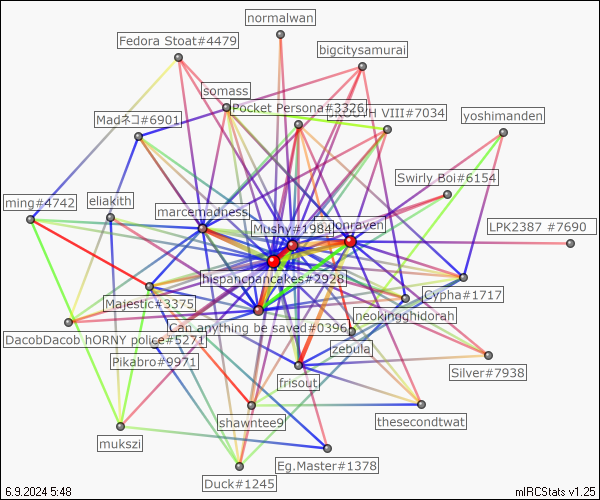 normalwan
Fedora Stoat#4479
bigcitysamurai
somass
Pocket Persona#3326
VIII#7034
Madネコ#6901
yoshimanden
Swirly Boi#6154
ming#4742
eliakith
marcemadness
Mushy#1984
onraven
LPK2387 #7690
hispancpancakes#2928
Cypha#1717
Majestic#3375
neokingghidorah
Can anything be saved#0396
DacobDacob hORNY police#5271
zebula
Pikabro#9971
Silver#7938
frisout
shawntee9
thesecondtwat
mukszi
Eg.Master#1378
Duck#1245
6.9.2024 5:48
mIRCStats v1.25